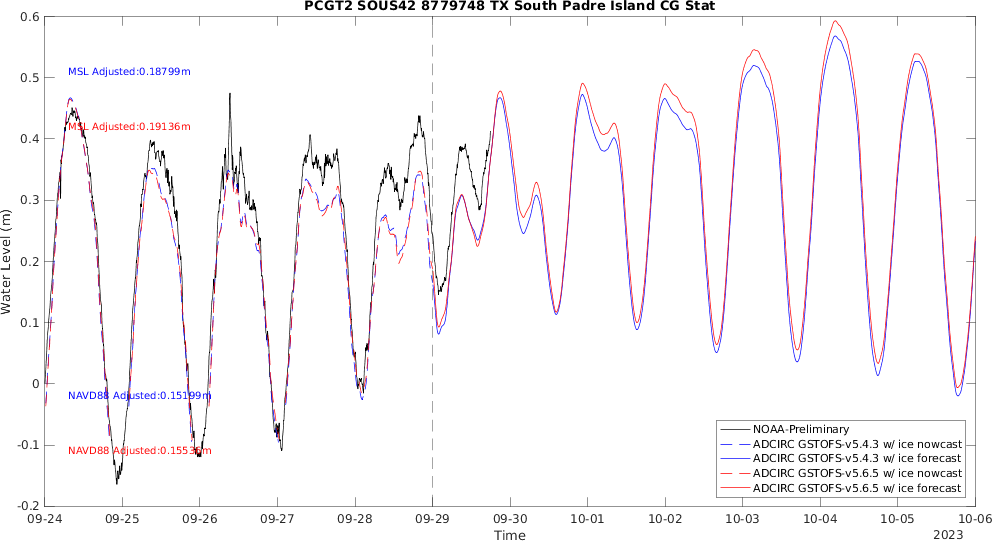 PCGT2 SOUS42 8779748 TX South Padre Island CG Stat
0.6
0.5
0.4
0.3
0.2
0.1
0
-0.1
-0.2
Water Level (m)
MSL Adjusted:0.18799m
MSL Adjusted:0.19136m
NAVD88 Adjusted:0.15199m
NAVD88 Adjusted:0.15536m
NOAA-Preliminary
ADCIRC GSTOFS-v5.4.3 w/ ice nowcast
ADCIRC GSTOFS-v5.4.3 w/ ice forecast
ADCIRC GSTOFS-v5.6.5 w/ ice nowcast
ADCIRC GSTOFS-v5.6.5 w/ ice forecast
09-24 09-25 09-26 09-27 09-28 09-29 09-30 10-01 10-02 10-03 10-04 10-05 10-06
Time
2023